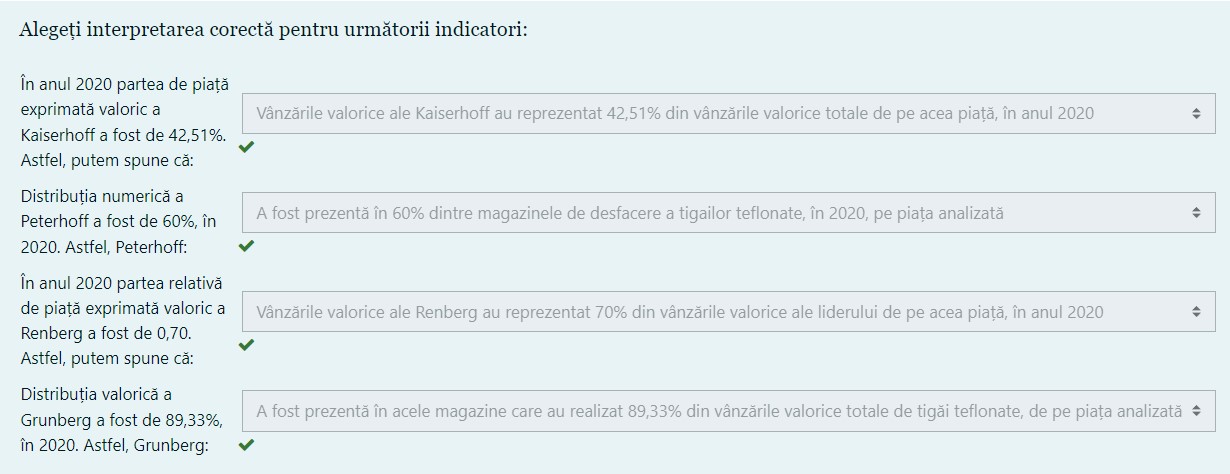 Alegeți interpretarea corectă pentru următorii indicatori:
În anul 2020 partea de piață
exprimată valoric a
Kaiserhoff a fost de 42,51%.
Astfel, putem spune că:
Vânzările valorice ale Kaiserhoff au reprezentat 42,51% din vânzările valorice totale de pe acea piață, în anul 2020
Distribuția numerică a
Peterhoff a fost de 60%, în
2020. Astfel, Peterhoff:
A fost prezentă în 60% dintre magazinele de desfacere a tigailor teflonate, în 2020, pe piața analizată
În anul 2020 partea relativă
de piață exprimată valoric a
Renberg a fost de 0,70.
Astfel, putem spune că:
Vânzările valorice ale Renberg au reprezentat 70% din vânzările valorice ale liderului de pe acea piață, în anul 2020
Distribuția valorică a
Grunberg a fost de 89,33%,
în 2020. Astfel, Grunberg:
A fost prezentă în acele magazine care au realizat 89,33% din vânzările valorice totale de tigăi teflonate, de pe piața analizată